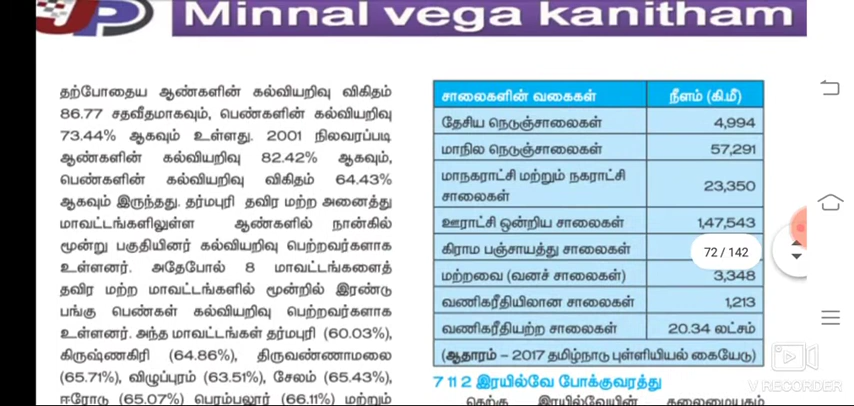 JP Minnal vega kanitham
தற்போதைய ஆண்களின் கல்வியறிவு விகிதம்
86.77 சதவீதமாகவும், பெண்களின் கல்வியறிவு
73.44% ஆகவும் உள்ளது. 2001 நிலவரப்படி
ஆண்களின் கல்வியறிவு 82.42% ஆகவும்,
பெண்களின் கல்வியறிவு விகிதம் 64.43%
ஆகவும் இருந்தது. தர்மபுரி தவிர மற்ற அனைத்து
மாவட்டங்களிலுள்ள ஆண்களில் நான்கில்
மூன்று பகுதியினர் கல்வியறிவு பெற்றவர்களாக
உள்ளனர். அதேபோல் 8 மாவட்டங்களைத்
தவிர மற்ற மாவட்டங்களில் மூன்றில் இரண்டு
பங்கு பெண்கள் கல்வியறிவு பெற்றவர்களாக
உள்ளனர். அந்த மாவட்டங்கள் தர்மபுரி (60.03%),
கிருஷ்ணகிரி (64.86%), திருவண்ணாமலை
(65.71%), விழுப்புரம் (63.51%), சேலம் (65.43%),
ஈரோடு (65.07%) பெரம்பலூர் (66.11%) மற்றும்
சாலைகளின் வகைகள் நீளம் (கி.மீ)
தேசிய நெடுஞ்சாலைகள் 4,994
மாநில நெடுஞ்சாலைகள் 57,291
மாநகராட்சி மற்றும் நகராட்சி
சாலைகள் 23,350
ஊராட்சி ஒன்றிய சாலைகள் 1,47,543
கிராம பஞ்சாயத்து சாலைகள்
72 / 142
மற்றவை (வனச் சாலைகள்) 3,348
வணிகரீதியிலான சாலைகள் 1,213
வணிகரீதியற்ற சாலைகள் 20.34 லட்சம்
(ஆதாரம் – 2017 தமிழ்நாடு புள்ளியியல் கையேடு)
7 11 2 இரயில்வே போக்குவரத்து
தெற்கு இரயில்வேயின் தலைமையகம்
V RECORDER